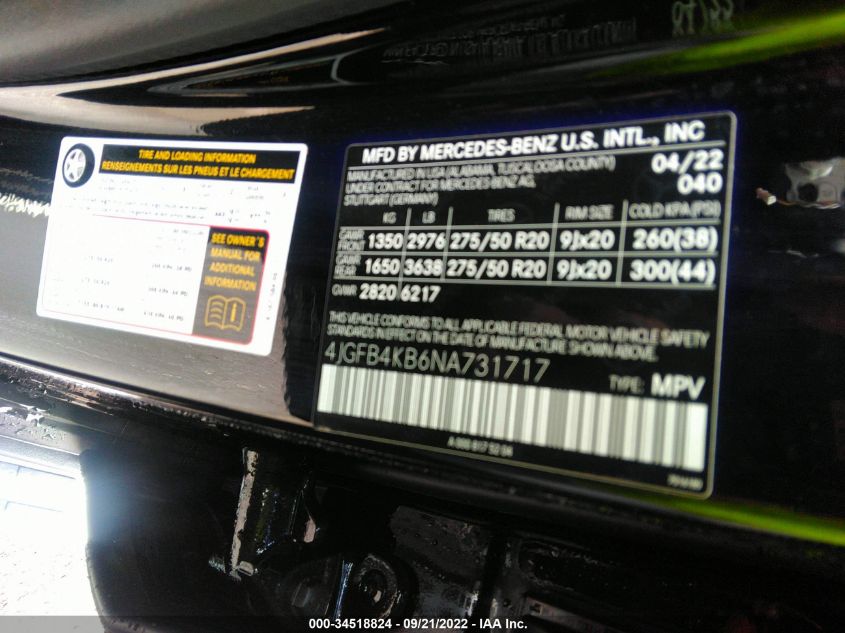 TIRE AND LOADING INFORMATION
RENSEIGNEMENTS SUR LES PNEUS ET LE CHARGEMENT
SEE OWNER'S
MANUAL FOR
ADDITIONAL
INFORMATION
MFD BY MERCEDES-BENZ U.S. INTL., INC
MANUFACTURED IN USA (ALABAMA, TUSCALOOSA COUNTY) 04/22
UNDER CONTRACT FOR MERCEDES-BENZ AG, 040
STUTTGART (GERMANY)
KG LB TIRES RIM SIZE COLD KPA (PSI)
GAWR FRONT 1350 2976 275/50 R20 9Jx20 260(38)
GAWR REAR 1650 3638 275/50 R20 9Jx20 300(44)
GVWR 2820 6217
THIS VEHICLE CONFORMS TO ALL APPLICABLE FEDERAL MOTOR VEHICLE SAFETY
STANDARDS IN EFFECT ON THE DATE OF MANUFACTURE SHOWN ABOVE.
4JGFB4KB6NA731717
TYPE: MPV
000-34518824 - 09/21/2022 - IAA Inc.